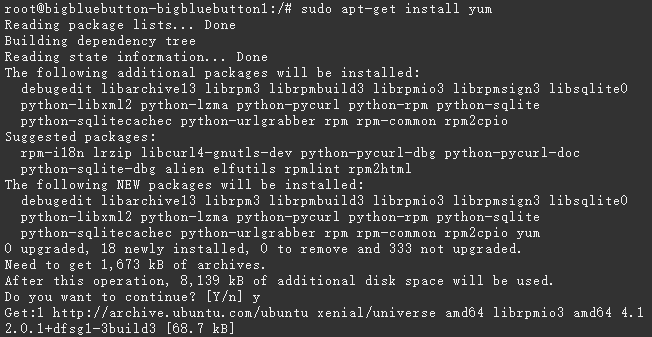 root@bigbluebutton-bigbluebutton1:/# sudo apt-get install yum
Reading package lists... Done
Building dependency tree
Reading state information... Done
The following additional packages will be installed:
  debugedit libarchive13 librpm3 librpmbuild3 librpmio3 librpmsign3 libsqlite0
  python-libxml2 python-lzma python-pycurl python-rpm python-sqlite
  python-sqlitecachec python-urlgrabber rpm rpm-common rpm2cpio
Suggested packages:
  rpm-i18n lrzip libcurl4-gnutls-dev python-pycurl-dbg python-pycurl-doc
  python-sqlite-dbg alien elfutils rpmlint rpm2html
The following NEW packages will be installed:
  debugedit libarchive13 librpm3 librpmbuild3 librpmio3 librpmsign3 libsqlite0
  python-libxml2 python-lzma python-pycurl python-rpm python-sqlite
  python-sqlitecachec python-urlgrabber rpm rpm-common rpm2cpio yum
0 upgraded, 18 newly installed, 0 to remove and 333 not upgraded.
Need to get 1,673 kB of archives.
After this operation, 8,139 kB of additional disk space will be used.
Do you want to continue? [Y/n] y
Get:1 http://archive.ubuntu.com/ubuntu xenial/universe amd64 librpmio3 amd64 4.1
2.0.1+dfsg1-3build3 [68.7 kB]